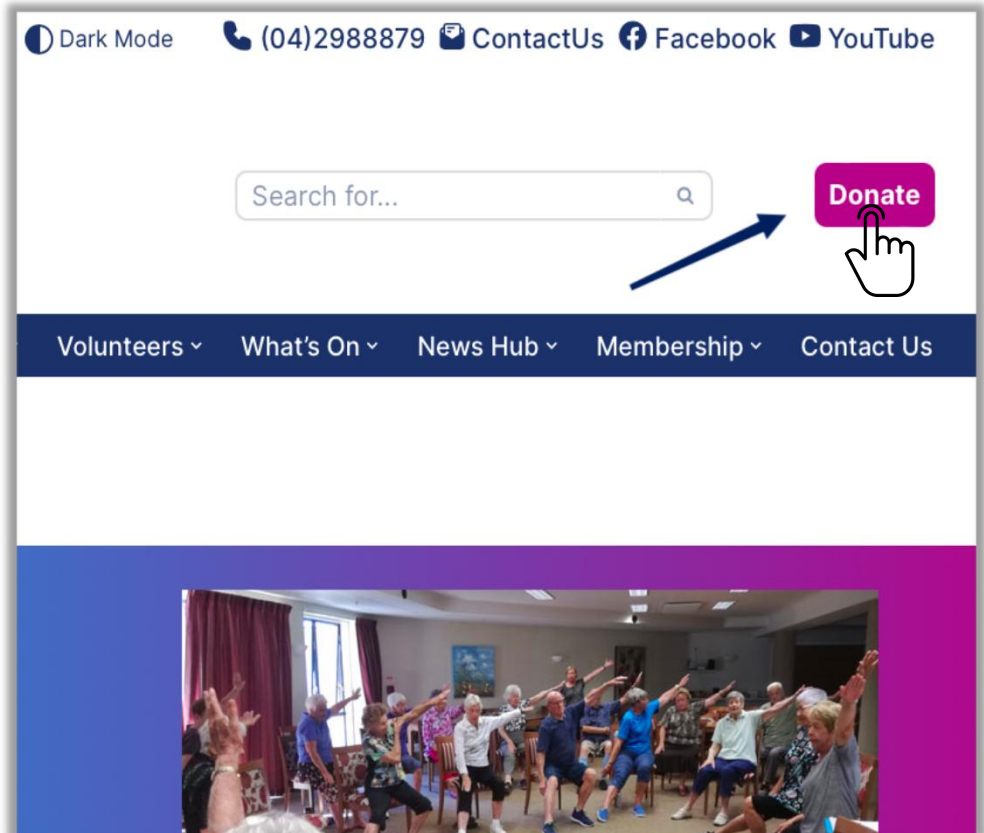 Dark Mode (04)2988879 ContactUs Facebook YouTube
Search for... Donate
Volunteers What's On News Hub Membership Contact Us